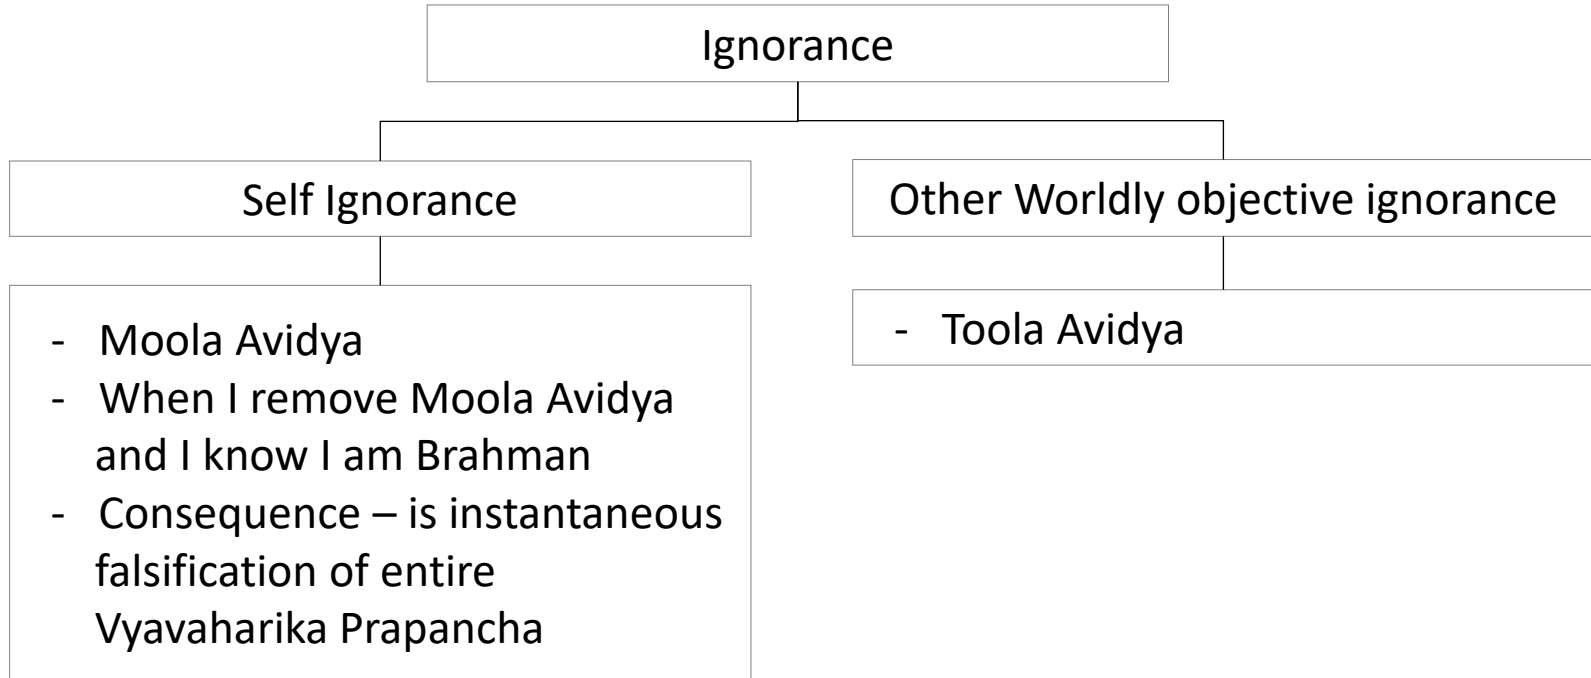 Ignorance
Self Ignorance
- Moola Avidya
- When I remove Moola Avidya
and I know I am Brahman
- Consequence – is instantaneous
falsification of entire
Vyavaharika Prapancha
Other Worldly objective ignorance
- Toola Avidya